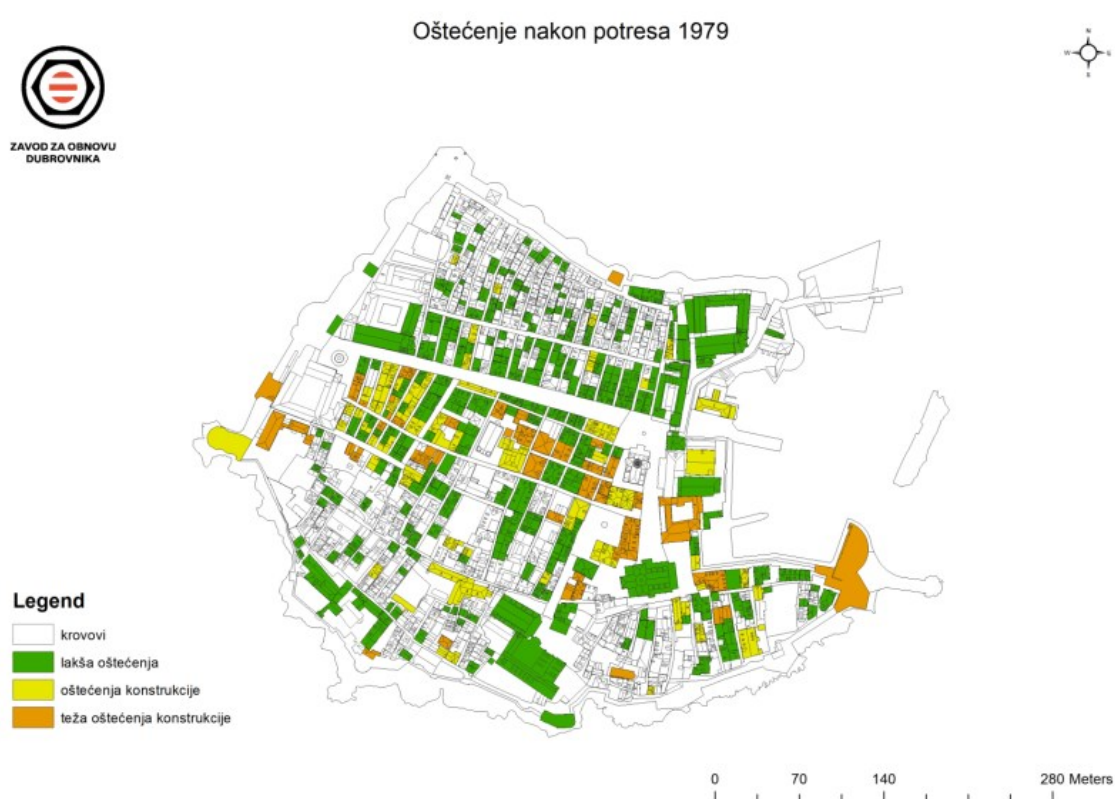 Oštećenje nakon potresa 1979
N
W
E
S
ZAVOD ZA OBNOVU
DUBROVNIKA
Legend
krovovi
lakša oštećenja
oštećenja konstrukcije
teža oštećenja konstrukcije
0 70 140 280 Meters